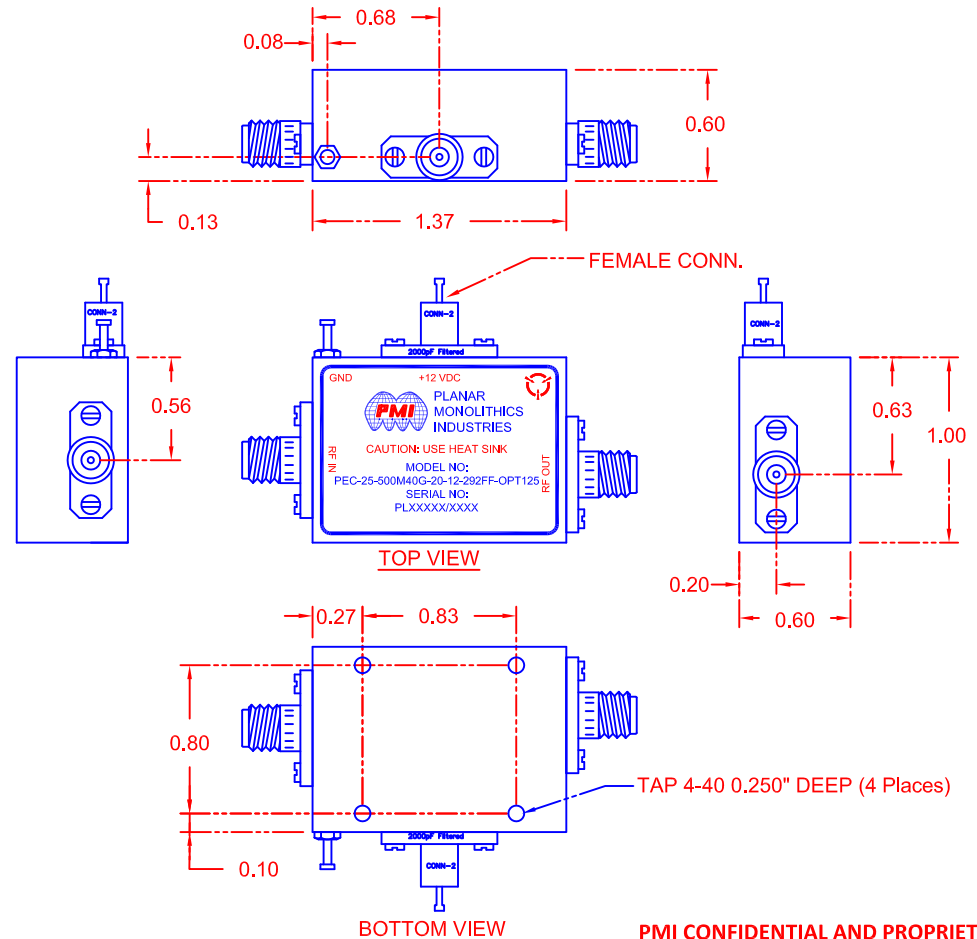 0.68
0.08
0.60
0.13
1.37
FEMALE CONN.
CONN-2
CONN-2
CONN-2
2000pF Filtered
GND
+12 VDC
PMI
PLANAR
MONOLITHICS
INDUSTRIES
CAUTION: USE HEAT SINK
RF IN
MODEL NO:
PEC-25-500M40G-20-12-292FF-OPT125
SERIAL NO:
PLXXXXX/XXXX
RF OUT
TOP VIEW
0.56
0.63
1.00
0.20
0.60
0.27
0.83
0.80
TAP 4-40 0.250" DEEP (4 Places)
0.10
2000pF Filtered
CONN-2
BOTTOM VIEW
PMI CONFIDENTIAL AND PROPRIET